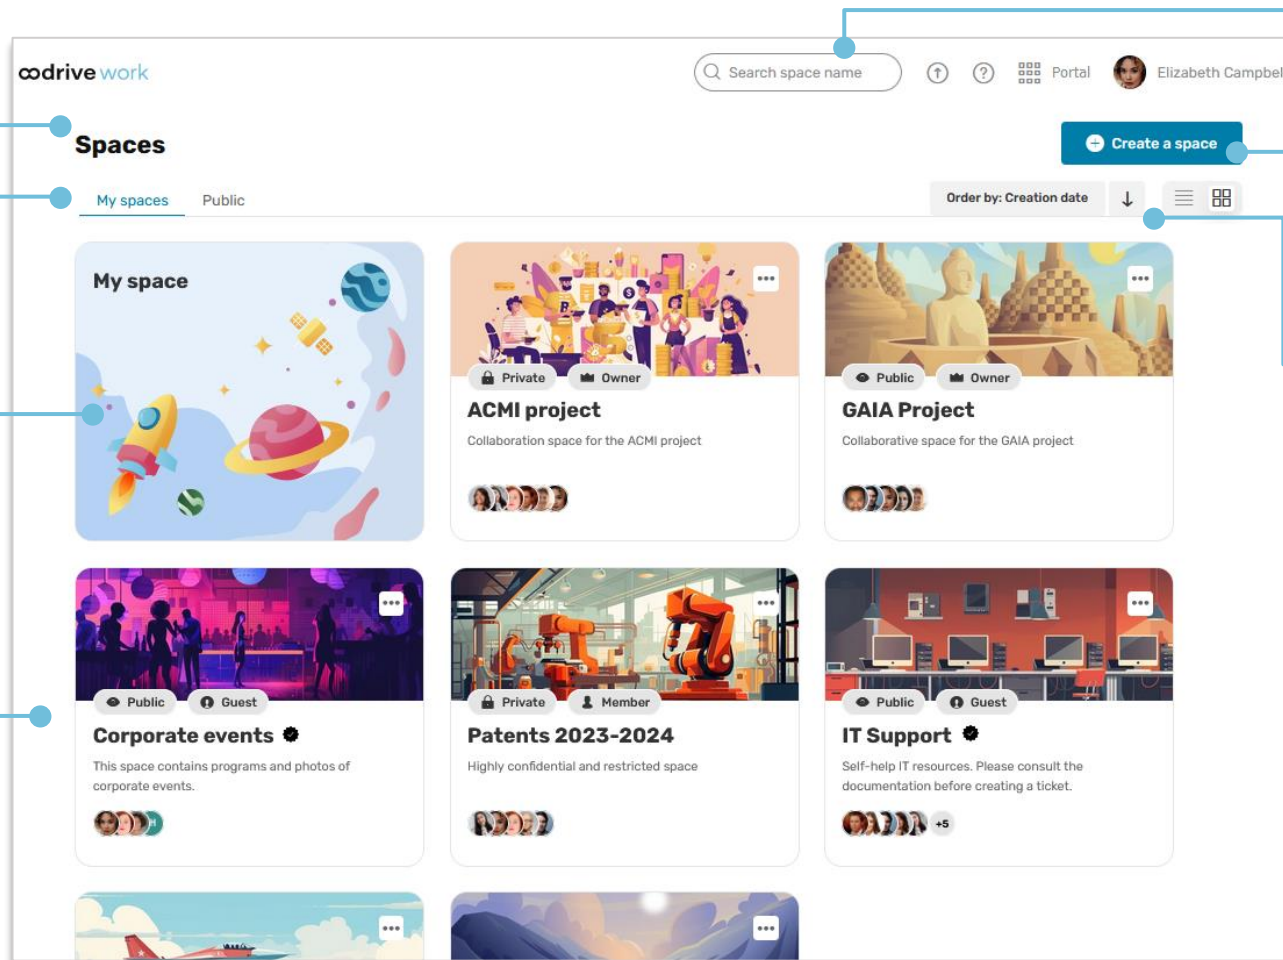 oodrive work
Search space name
Portal
Elizabeth Campbel
Spaces
Create a space
My spaces
Public
Order by: Creation date
My space
Private
Owner
ACMI project
Collaboration space for the ACMI project
Public
Owner
GAIA Project
Collaborative space for the GAIA project
Public
Guest
Corporate events
This space contains programs and photos of
corporate events.
Private
Member
Patents 2023-2024
Highly confidential and restricted space
Public
Guest
IT Support
Self-help IT resources. Please consult the
documentation before creating a ticket.
+5